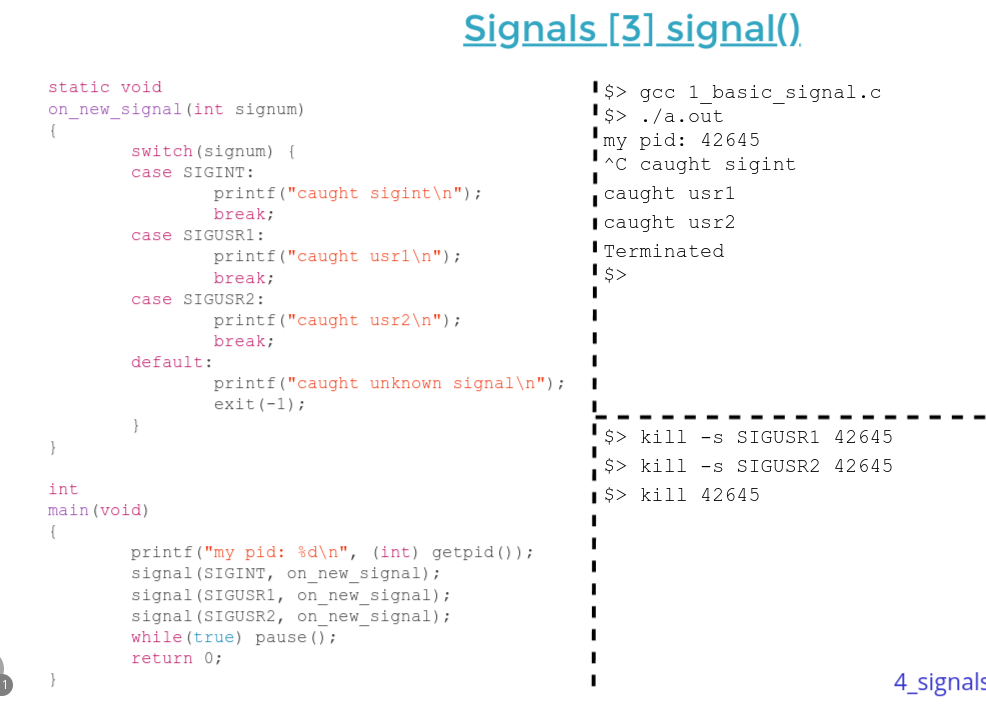 Signals [3] signal()
static void
on_new_signal(int signum)
{
        switch(signum) {
        case SIGINT:
                printf("caught sigint\n");
                break;
        case SIGUSR1:
                printf("caught usr1\n");
                break;
        case SIGUSR2:
                printf("caught usr2\n");
                break;
        default:
                printf("caught unknown signal\n");
                exit(-1);
        }
}
int
main(void)
{
        printf("my pid: %d\n", (int) getpid());
        signal(SIGINT, on_new_signal);
        signal(SIGUSR1, on_new_signal);
        signal(SIGUSR2, on_new_signal);
        while(true) pause();
        return 0;
}
$> gcc 1_basic_signal.c
$> ./a.out
my pid: 42645
^C caught sigint
caught usr1
caught usr2
Terminated
$>
$> kill -s SIGUSR1 42645
$> kill -s SIGUSR2 42645
$> kill 42645
4_signals
1